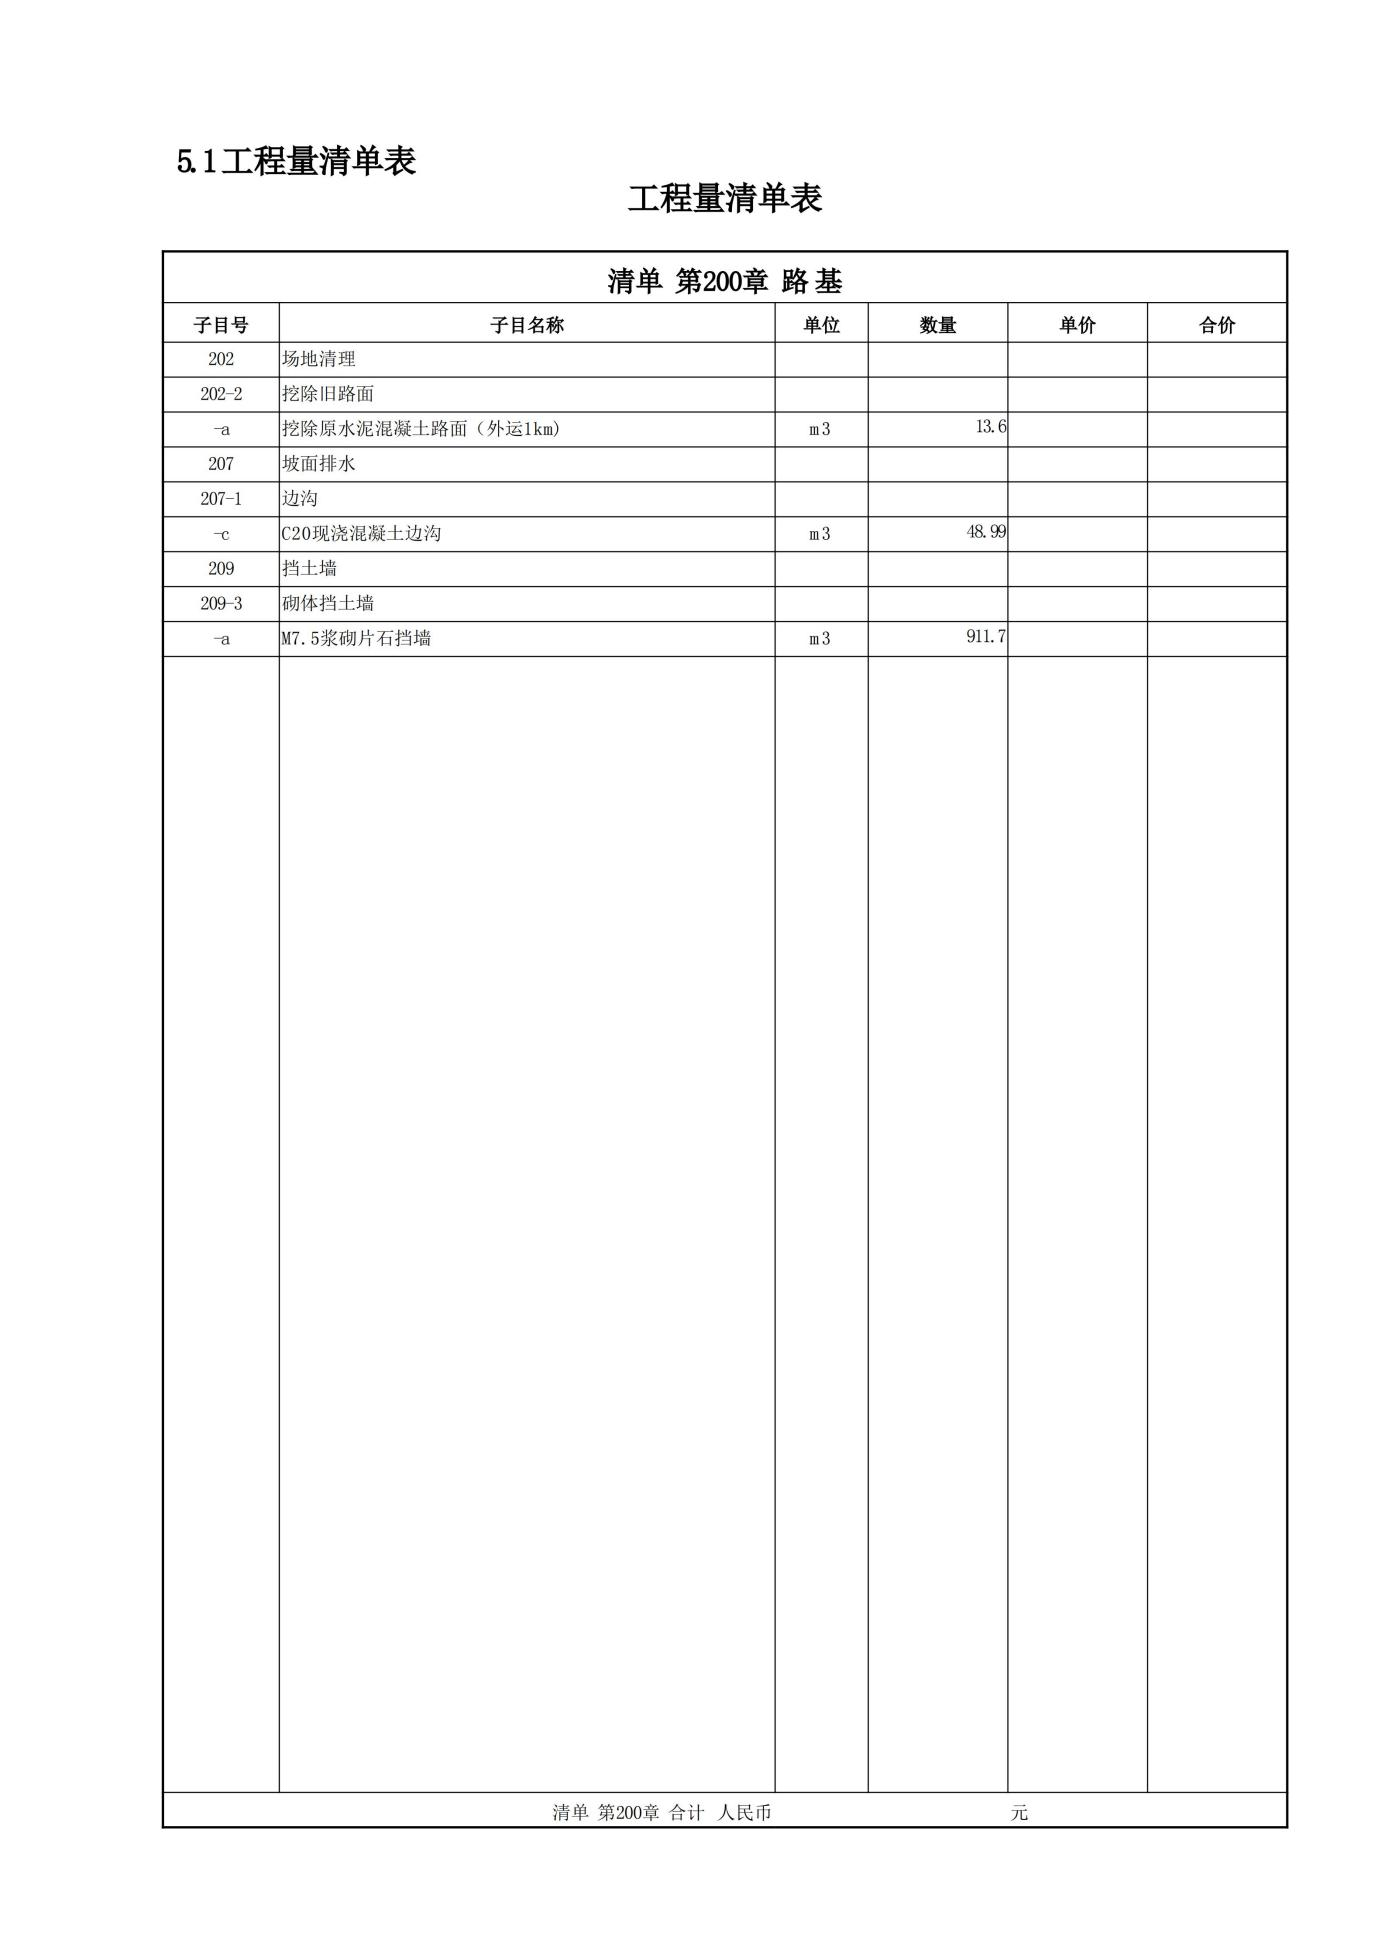 5.1工程量清单表
工程量清单表
清单 第200章 路 基
子目号 子目名称 单位 数量 单价 合价
202 场地清理
202-2 挖除旧路面
-a 挖除原水泥混凝土路面（外运1km) m3 13.6
207 坡面排水
207-1 边沟
-c C20现浇混凝土边沟 m3 48.99
209 挡土墙
209-3 砌体挡土墙
-a M7.5浆砌片石挡墙 m3 911.7
清单 第200章 合计 人民币 元